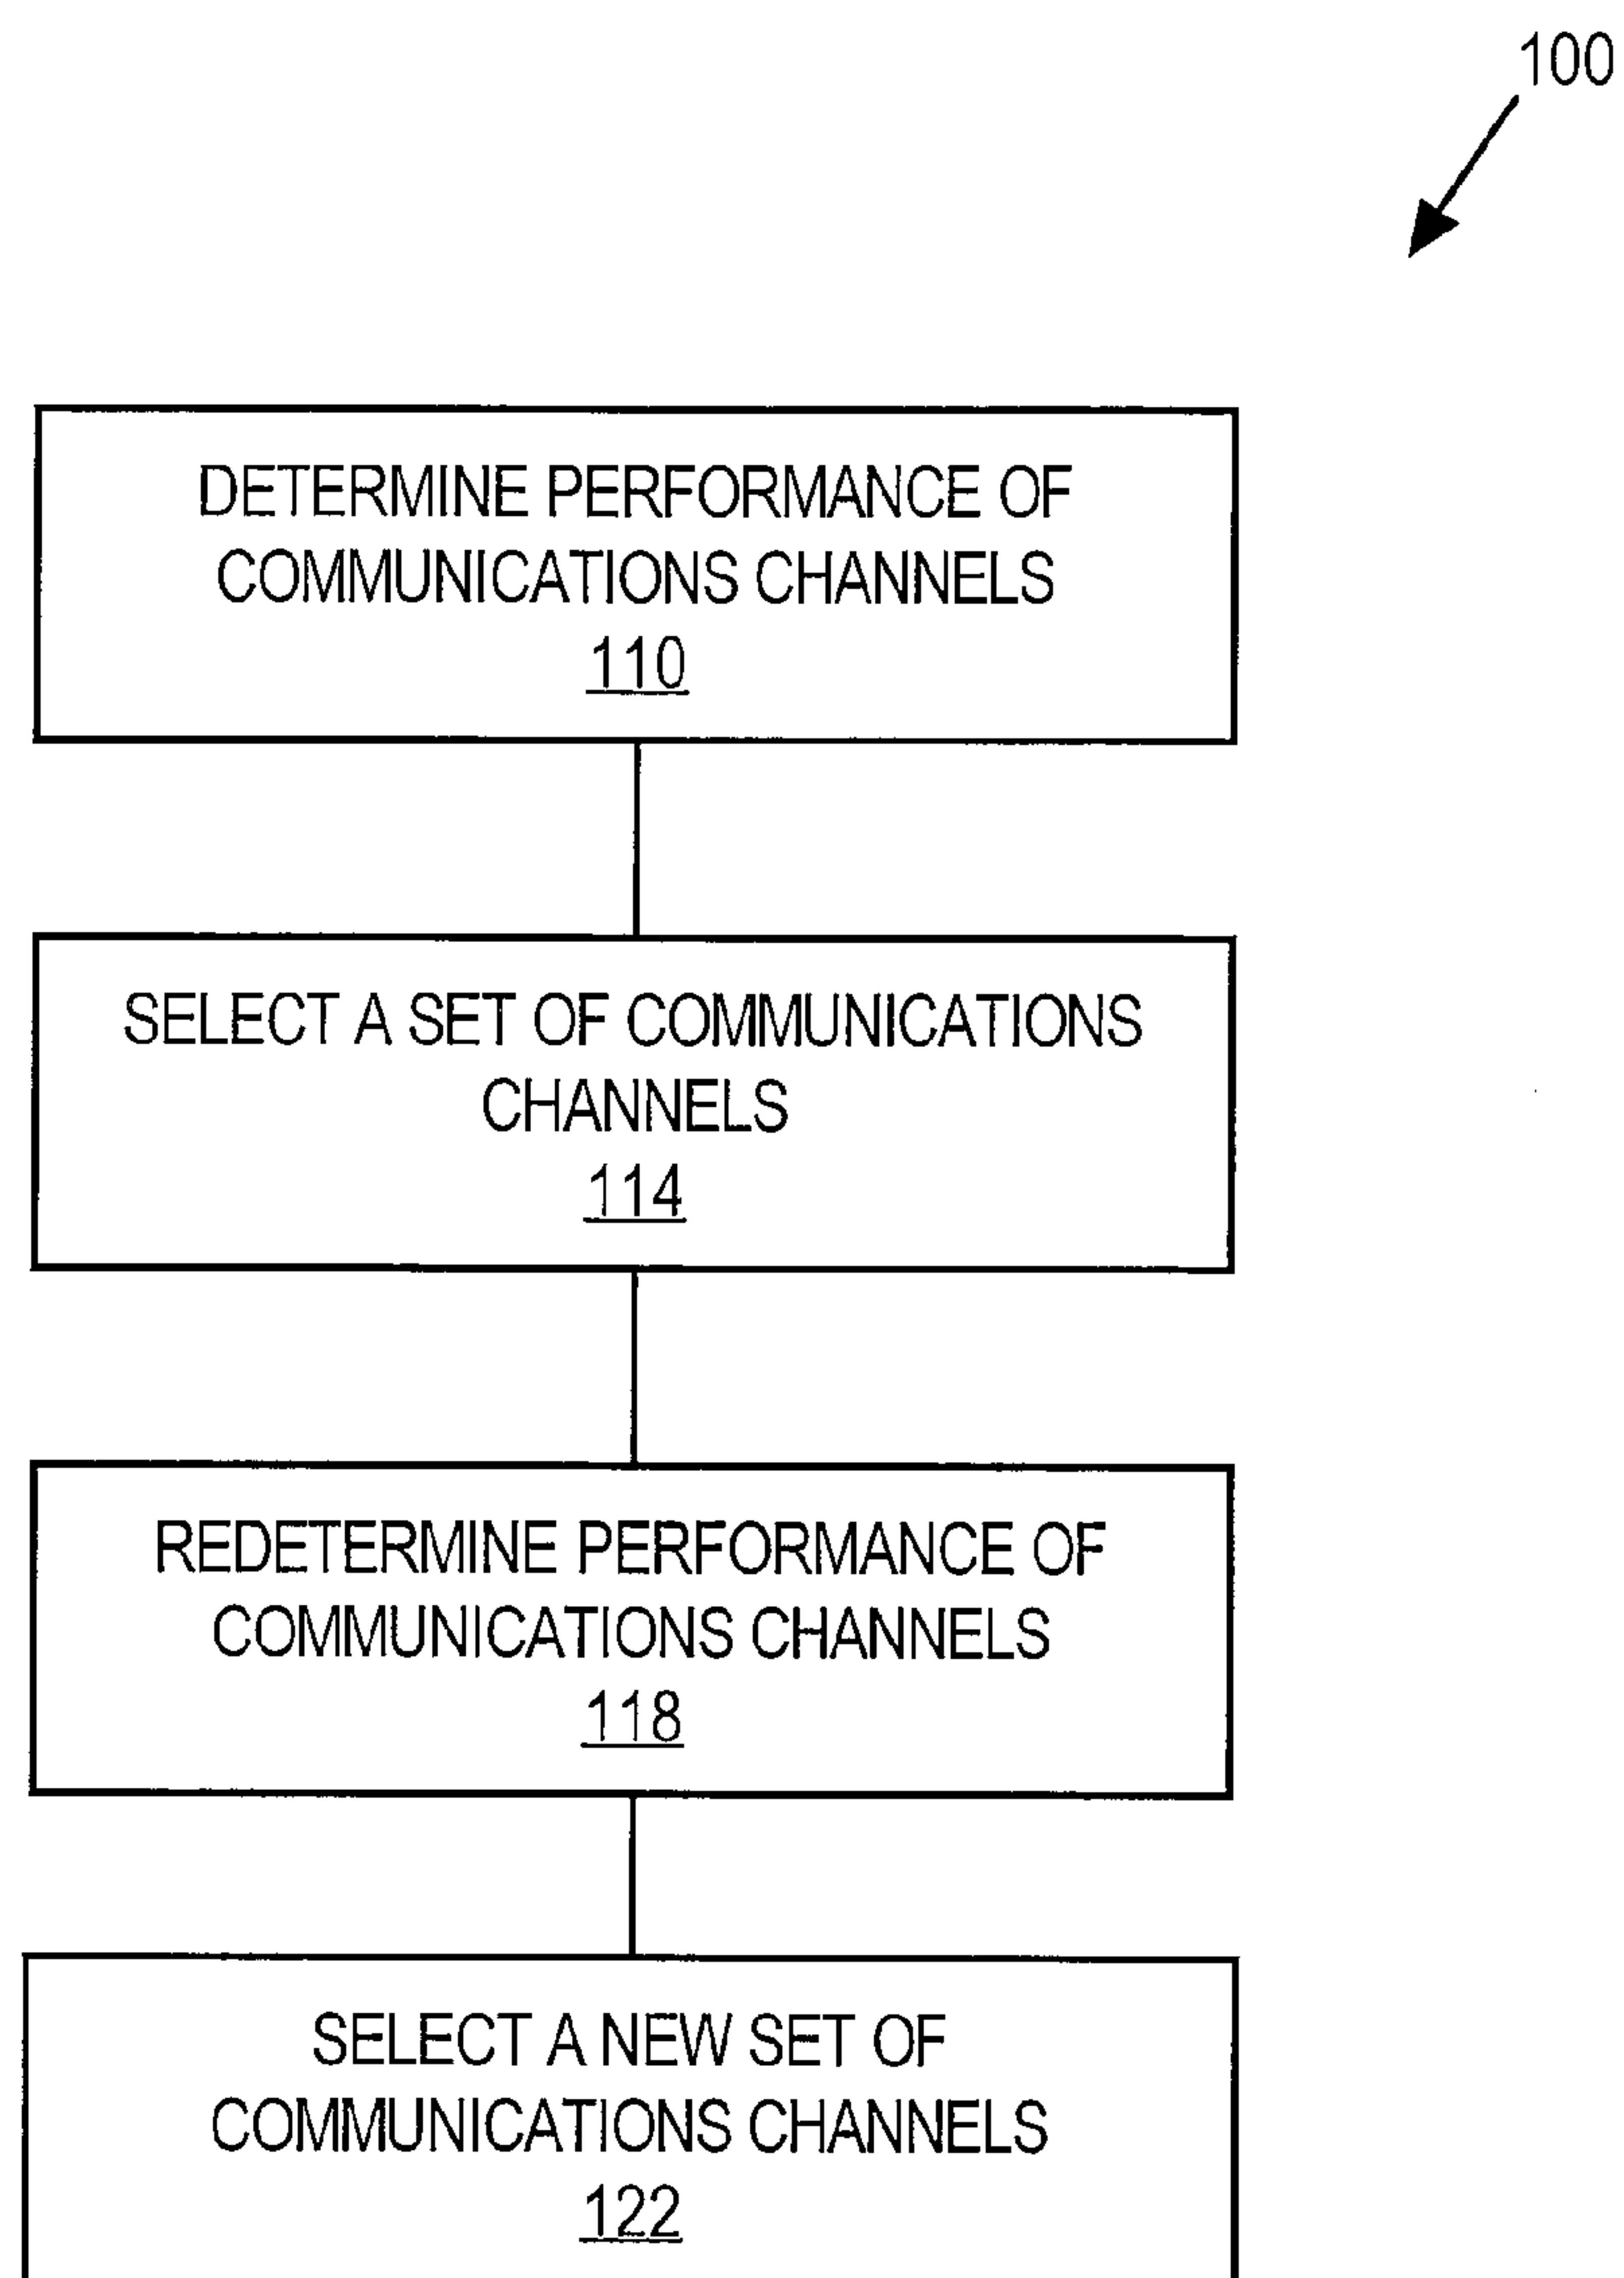 100
DETERMINE PERFORMANCE OF
COMMUNICATIONS CHANNELS
110
SELECT A SET OF COMMUNICATIONS
CHANNELS
114
REDETERMINE PERFORMANCE OF
COMMUNICATIONS CHANNELS
118
SELECT A NEW SET OF
COMMUNICATIONS CHANNELS
122